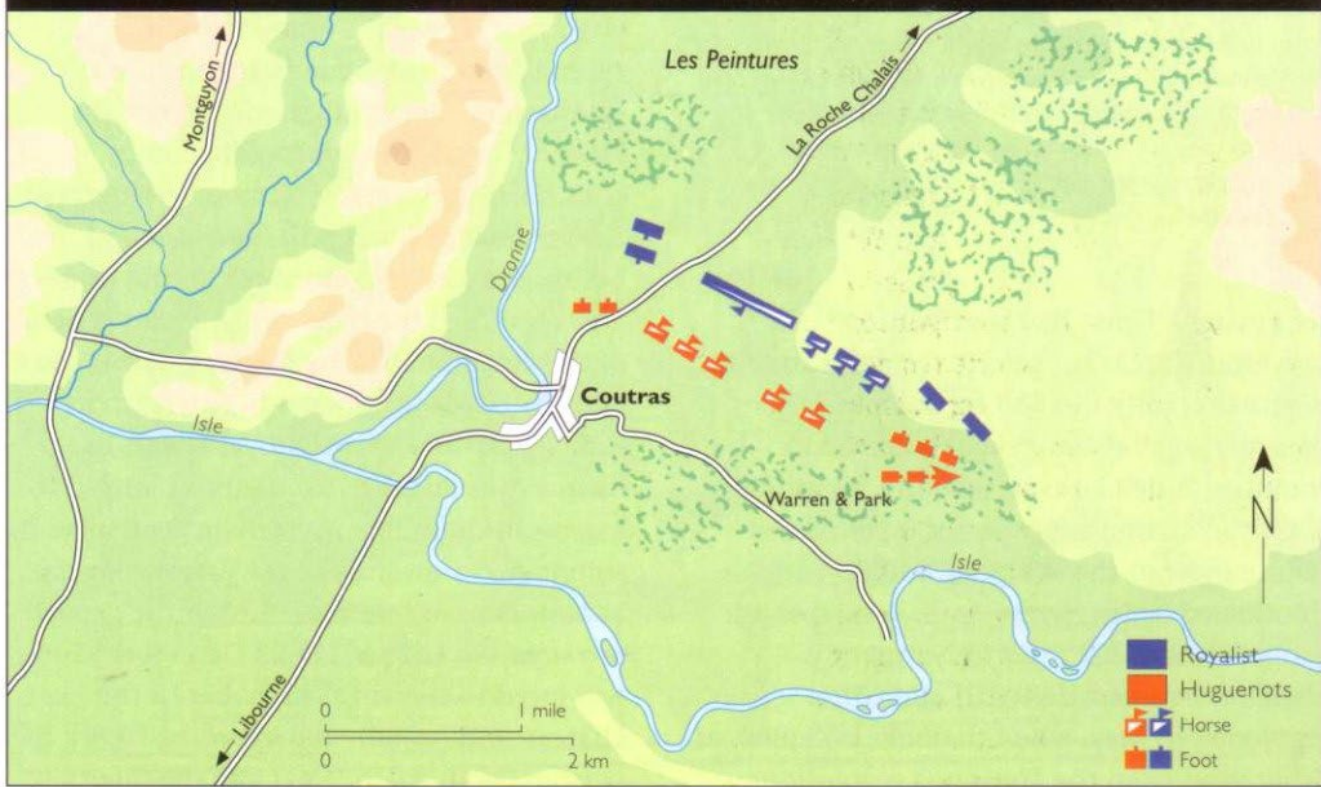 Les Peintures
Montguyon
La Roche Chalais
Dronne
Coutras
Isle
Warren & Park
N
Isle
Libourne
0 1 mile
0 2 km
Royalist
Huguenots
Horse
Foot